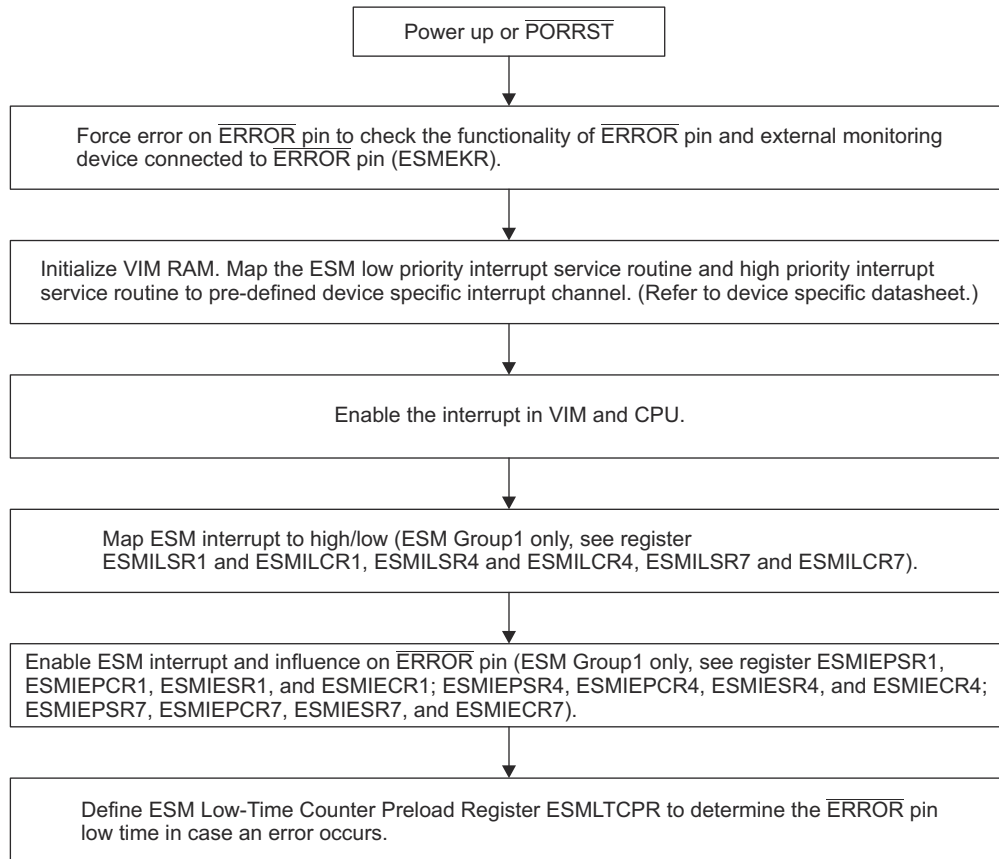 Power up or PORRST
Force error on ERROR pin to check the functionality of ERROR pin and external monitoring
device connected to ERROR pin (ESMEKR).
Initialize VIM RAM. Map the ESM low priority interrupt service routine and high priority interrupt
service routine to pre-defined device specific interrupt channel. (Refer to device specific datasheet.)
Enable the interrupt in VIM and CPU.
Map ESM interrupt to high/low (ESM Group1 only, see register
ESMILSR1 and ESMILCR1, ESMILSR4 and ESMILCR4, ESMILSR7 and ESMILCR7).
Enable ESM interrupt and influence on ERROR pin (ESM Group1 only, see register ESMIEPSR1,
ESMIEPCR1, ESMIESR1, and ESMIECR1; ESMIEPSR4, ESMIEPCR4, ESMIESR4, and ESMIECR4;
ESMIEPSR7, ESMIEPCR7, ESMIESR7, and ESMIECR7).
Define ESM Low-Time Counter Preload Register ESMLTCPR to determine the ERROR pin
low time in case an error occurs.